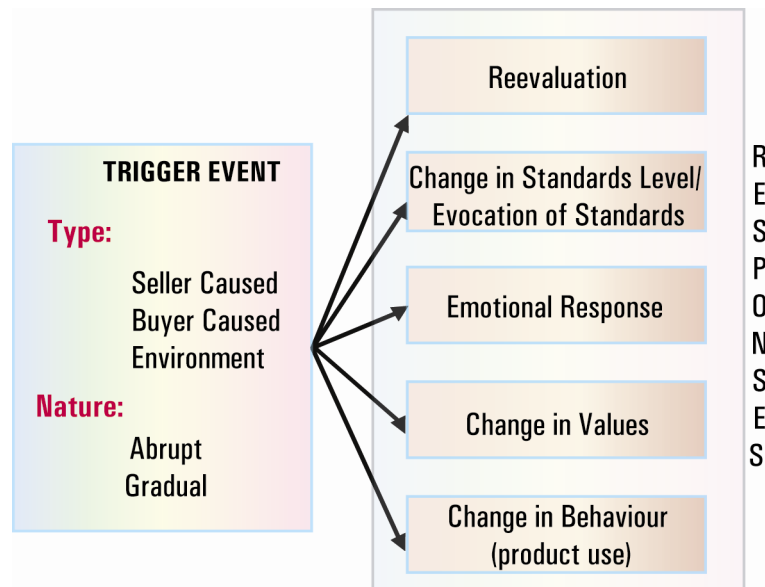 TRIGGER EVENT
Type:
Seller Caused
Buyer Caused
Environment
Nature:
Abrupt
Gradual
Reevaluation
Change in Standards Level/
Evocation of Standards
Emotional Response
Change in Values
Change in Behaviour
(product use)
R
E
S
P
O
N
S
E
S